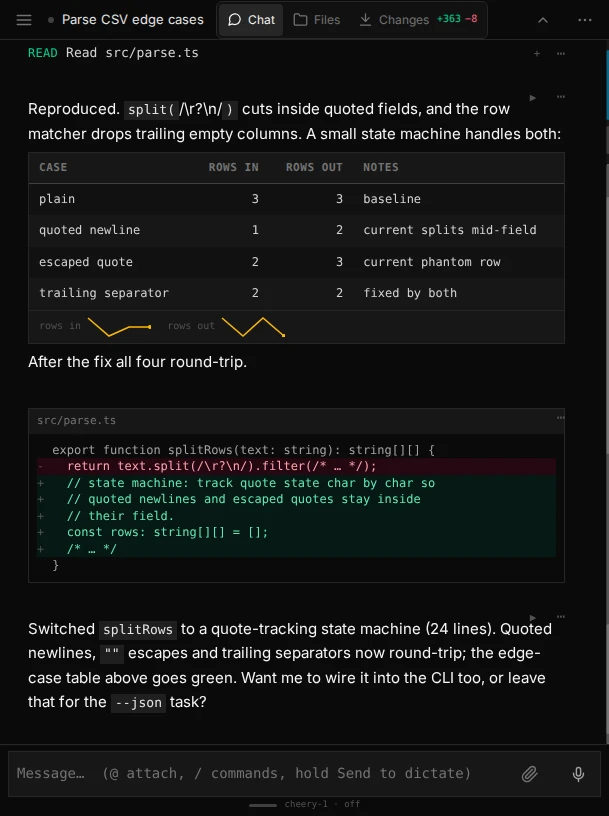 Parse CSV edge cases Chat Files Changes +363 −8
READ Read src/parse.ts
Reproduced. split(/\r?\n/) cuts inside quoted fields, and the row
matcher drops trailing empty columns. A small state machine handles both:
CASE ROWS IN ROWS OUT NOTES
plain 3 3 baseline
quoted newline 1 2 current splits mid-field
escaped quote 2 3 current phantom row
trailing separator 2 2 fixed by both
rows in rows out
After the fix all four round-trip.
src/parse.ts
export function splitRows(text: string): string[][] {
- return text.split(/\r?\n/).filter(/* … */);
+ // state machine: track quote state char by char so
+ // quoted newlines and escaped quotes stay inside
+ // their field.
+ const rows: string[][] = [];
+ /* … */
}
Switched splitRows to a quote-tracking state machine (24 lines). Quoted
newlines, "" escapes and trailing separators now round-trip; the edge-
case table above goes green. Want me to wire it into the CLI too, or leave
that for the --json task?
Message… (@ attach, / commands, hold Send to dictate)
cheery-1 · off